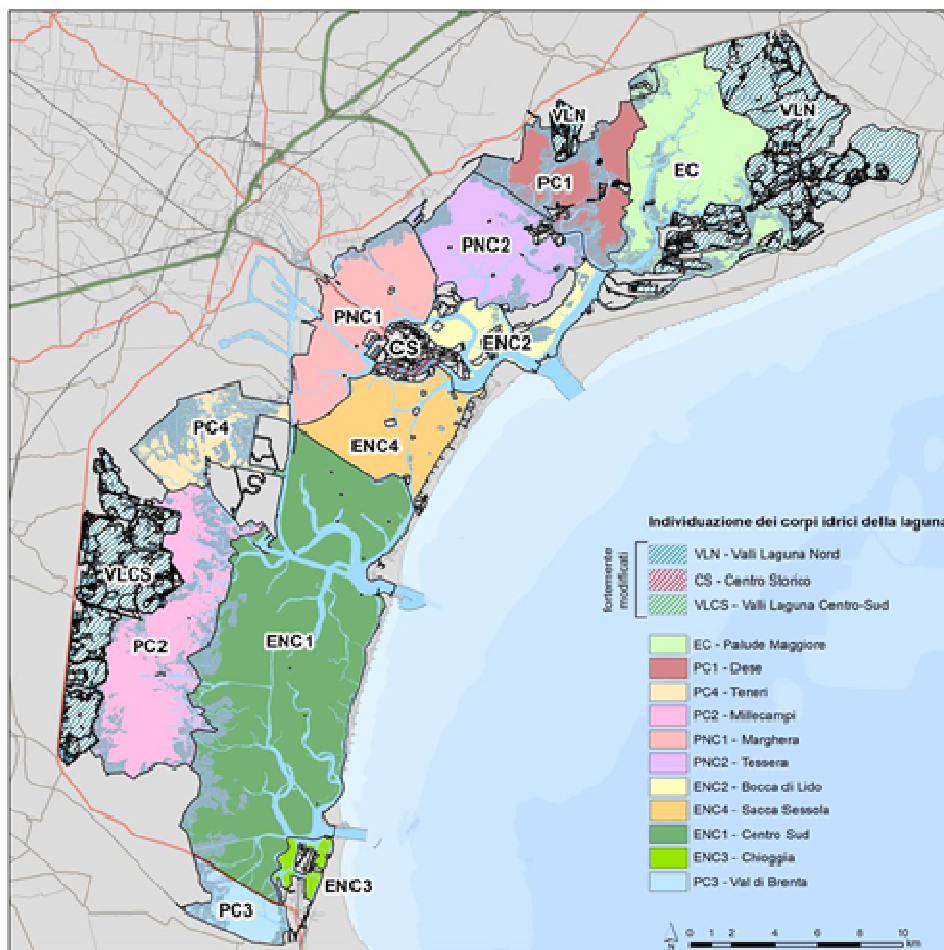 VLN
VLN
EC
PC1
PNC2
PNC1
CS
ENC2
PC4
ENC4
VLCS
ENC1
PC2
ENC3
PC3
Individuazione dei corpi idrici della laguna
fortemente
modificati
VLN - Valli Laguna Nord
CS - Centro Storico
VLCS - Valli Laguna Centro-Sud
EC - Palude Maggiore
PC1 - Dese
PC4 - Teneri
PC2 - Millecampi
PNC1 - Marghera
PNC2 - Tessera
ENC2 - Bocca di Lido
ENC4 - Sacca Sessola
ENC1 - Centro Sud
ENC3 - Chioggia
PC3 - Val di Brenta
N
0 1 2 4 6 8 10
km